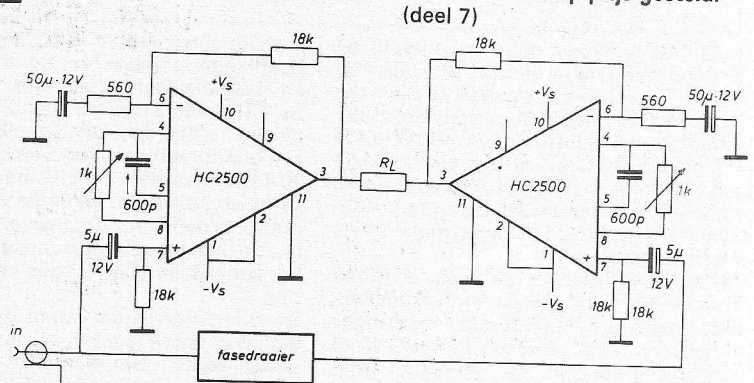 (deel 7)
18k
18k
50µ-12V
560
+Vs
+Vs
560
50µ-12V
6
−
10
10
−
6
4
9
9
4
1k
HC2500
3
RL
3
HC2500
1k
600p
5
11
11
5
600p
8
2
2
8
5µ
12V
7
+
1
1
+
7
5µ
12V
18k
-Vs
-Vs
18k
18k
in
fasedraaier